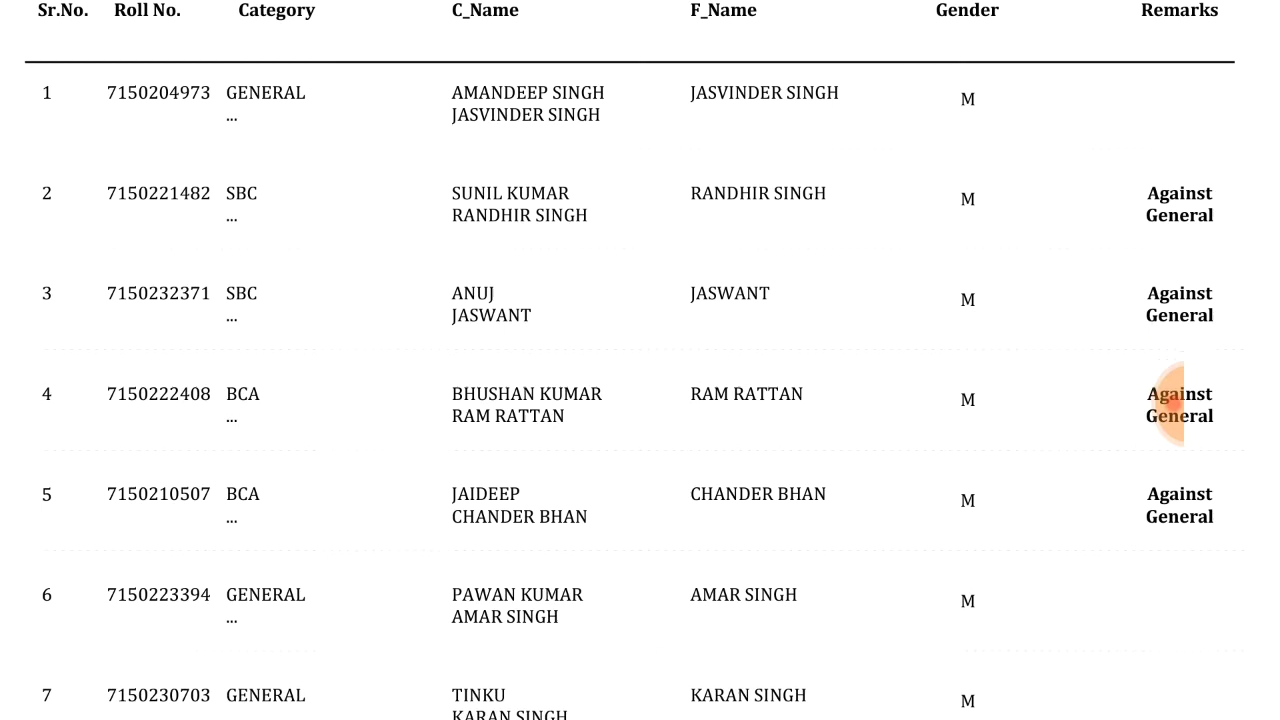 Sr.No. Roll No. Category C_Name F_Name Gender Remarks
1 7150204973 GENERAL AMANDEEP SINGH JASVINDER SINGH M
... JASVINDER SINGH
2 7150221482 SBC SUNIL KUMAR RANDHIR SINGH M Against
... RANDHIR SINGH General
3 7150232371 SBC ANUJ JASWANT M Against
... JASWANT General
4 7150222408 BCA BHUSHAN KUMAR RAM RATTAN M Against
... RAM RATTAN General
5 7150210507 BCA JAIDEEP CHANDER BHAN M Against
... CHANDER BHAN General
6 7150223394 GENERAL PAWAN KUMAR AMAR SINGH M
... AMAR SINGH
7 7150230703 GENERAL TINKU KARAN SINGH M
KARAN SINGH